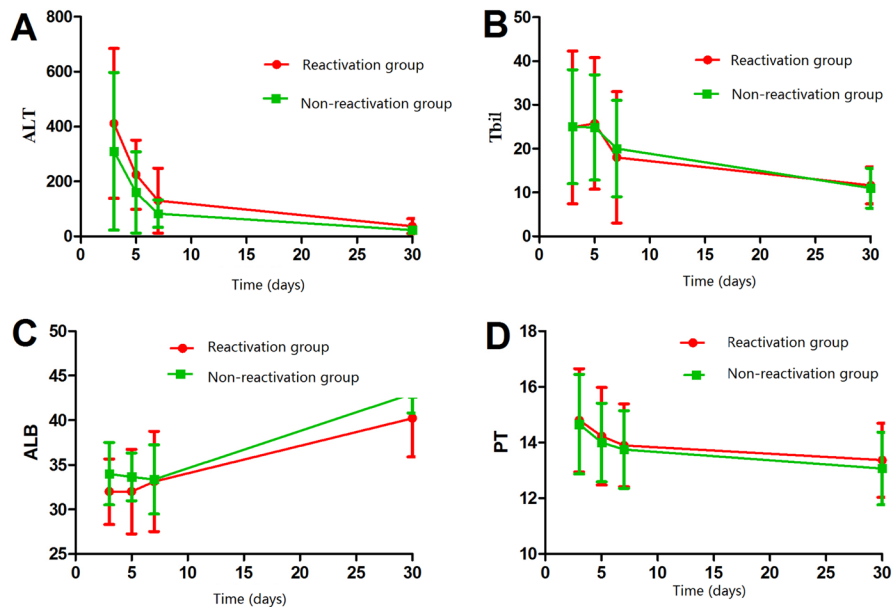 A
800
600
400
200
0
ALT
Reactivation group
Non-reactivation group
0 5 10 15 20 25 30
Time (days)
B
50
40
30
20
10
0
Tbil
Reactivation group
Non-reactivation group
0 5 10 15 20 25 30
Time (days)
C
50
45
40
35
30
25
ALB
Reactivation group
Non-reactivation group
0 5 10 15 20 25 30
Time (days)
D
18
16
14
12
10
PT
Reactivation group
Non-reactivation group
0 5 10 15 20 25 30
Time (days)